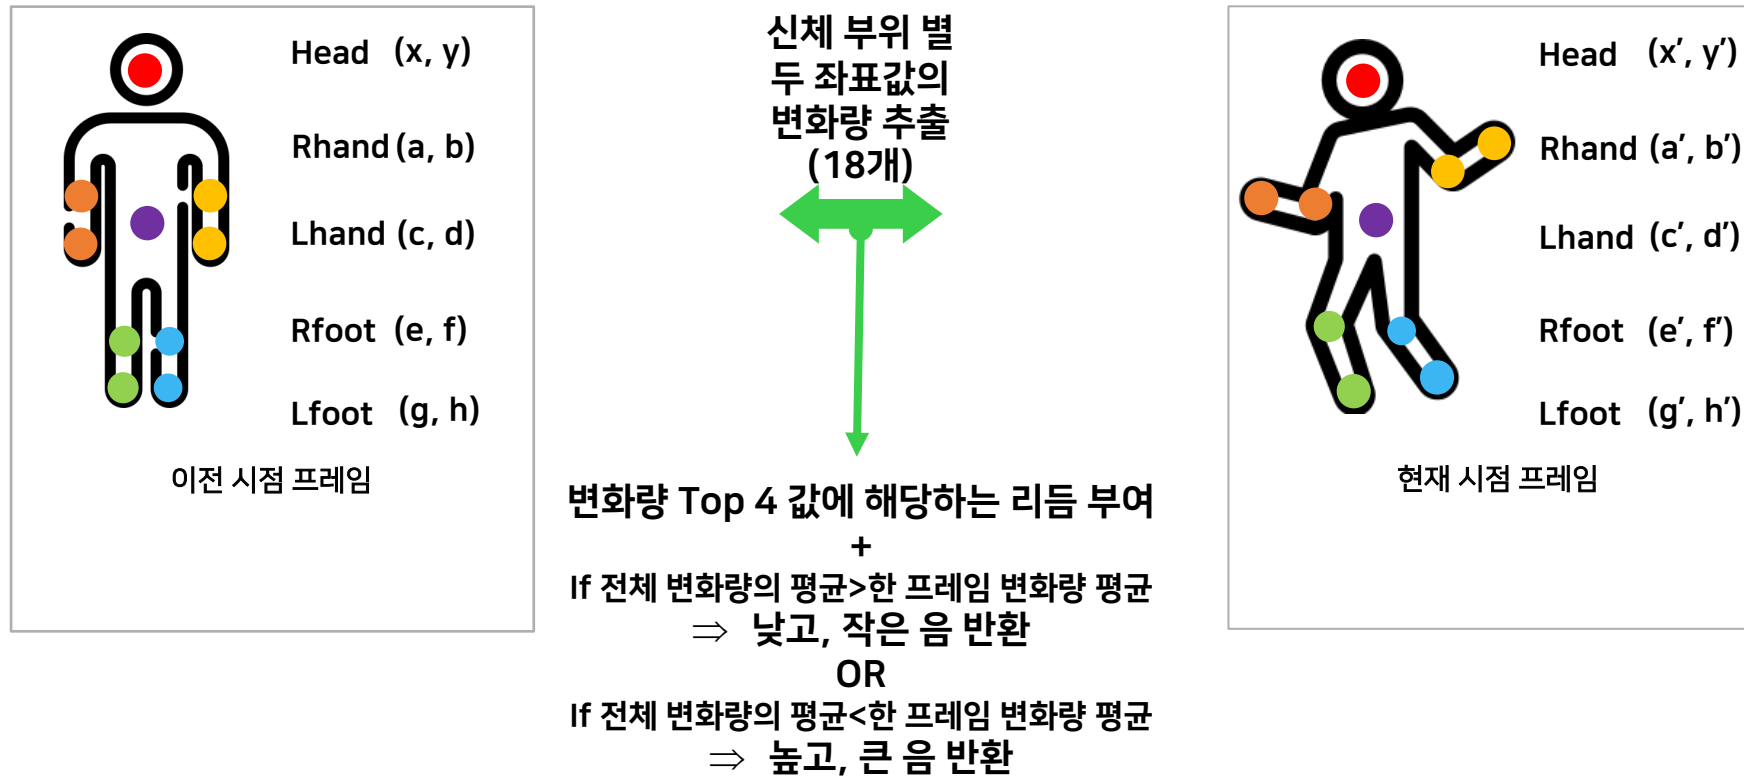 Head (x, y)
Rhand (a, b)
Lhand (c, d)
Rfoot (e, f)
Lfoot (g, h)
이전 시점 프레임
신체 부위 별
두 좌표값의
변화량 추출
(18개)
변화량 Top 4 값에 해당하는 리듬 부여
+
If 전체 변화량의 평균>한 프레임 변화량 평균
⇒ 낮고, 작은 음 반환
OR
If 전체 변화량의 평균<한 프레임 변화량 평균
⇒ 높고, 큰 음 반환
Head (x′, y′)
Rhand (a′, b′)
Lhand (c′, d′)
Rfoot (e′, f′)
Lfoot (g′, h′)
현재 시점 프레임